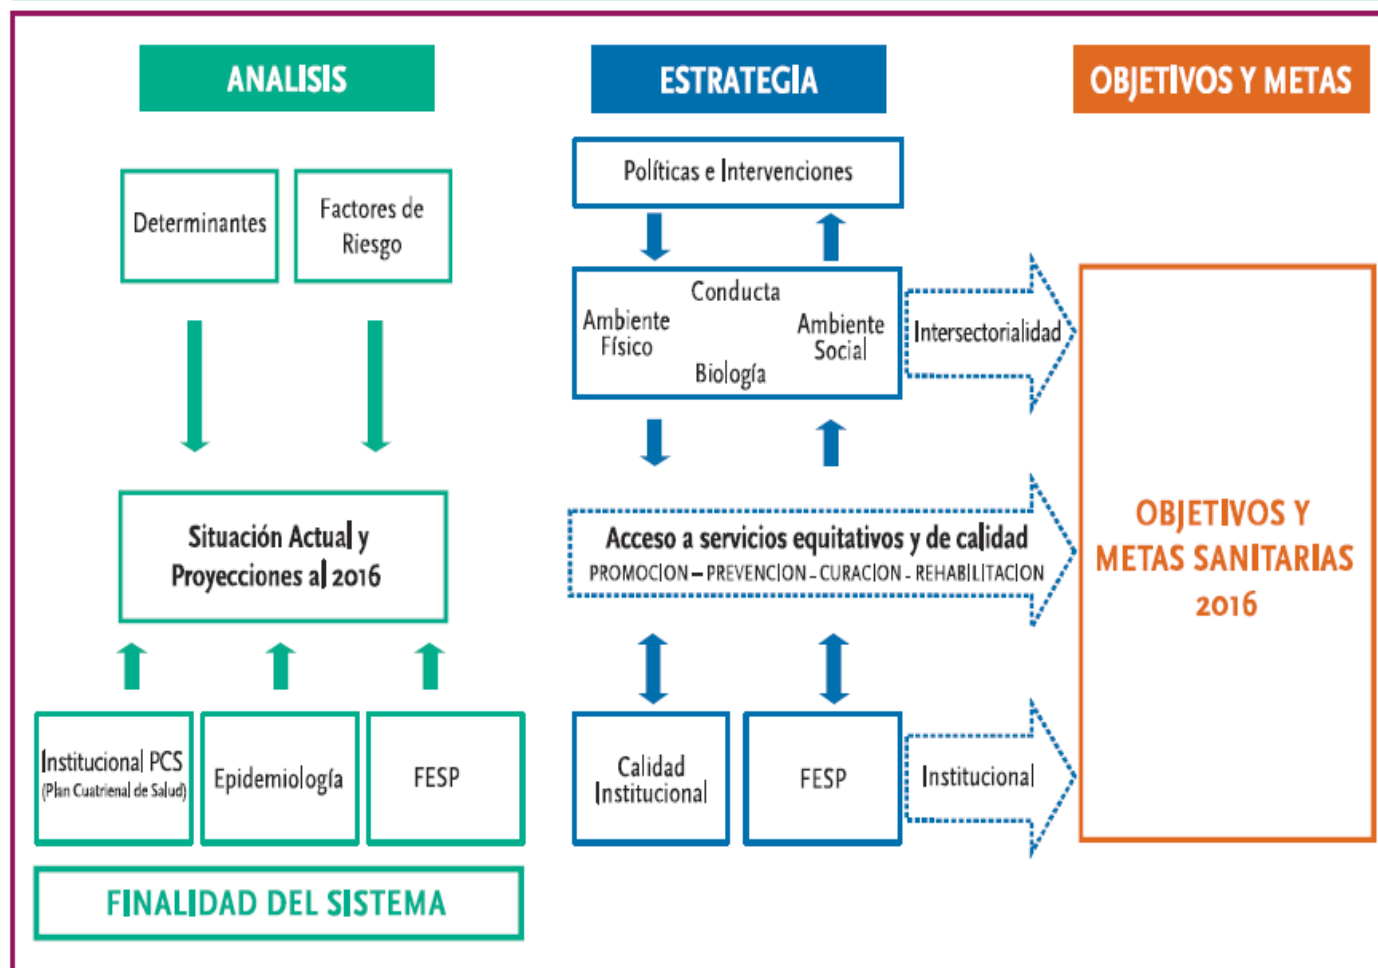 ANALISIS
Determinantes
Factores de
Riesgo
Situación Actual y
Proyecciones al 2016
Institucional PCS
(Plan Cuatrienal de Salud)
Epidemiología
FESP
FINALIDAD DEL SISTEMA
ESTRATEGIA
Políticas e Intervenciones
Conducta
Ambiente
Físico
Ambiente
Social
Biología
Intersectorialidad
Acceso a servicios equitativos y de calidad
PROMOCION – PREVENCION - CURACION - REHABILITACION
Calidad
Institucional
FESP
Institucional
OBJETIVOS Y METAS
OBJETIVOS Y
METAS SANITARIAS
2016